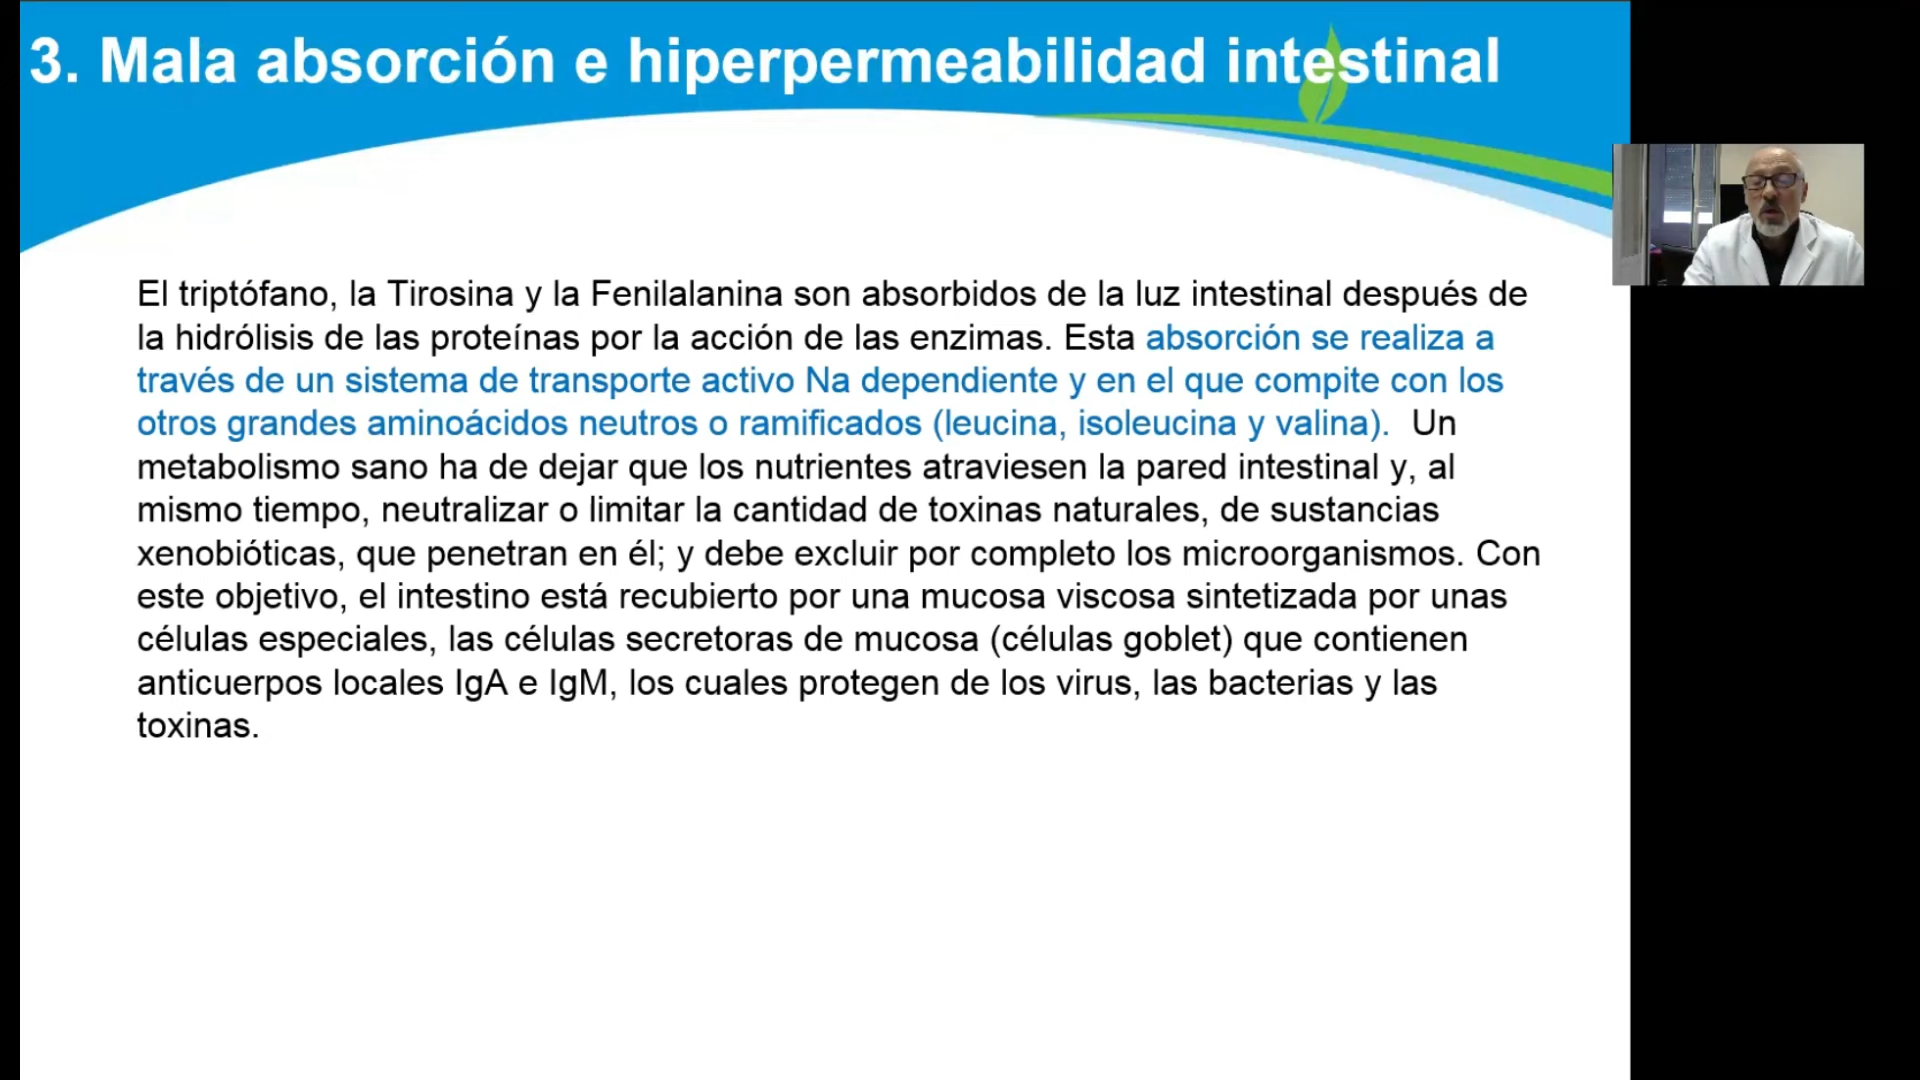 3. Mala absorción e hiperpermeabilidad intestinal
El triptófano, la Tirosina y la Fenilalanina son absorbidos de la luz intestinal después de
la hidrólisis de las proteínas por la acción de las enzimas. Esta absorción se realiza a
través de un sistema de transporte activo Na dependiente y en el que compite con los
otros grandes aminoácidos neutros o ramificados (leucina, isoleucina y valina). Un
metabolismo sano ha de dejar que los nutrientes atraviesen la pared intestinal y, al
mismo tiempo, neutralizar o limitar la cantidad de toxinas naturales, de sustancias
xenobióticas, que penetran en él; y debe excluir por completo los microorganismos. Con
este objetivo, el intestino está recubierto por una mucosa viscosa sintetizada por unas
células especiales, las células secretoras de mucosa (células goblet) que contienen
anticuerpos locales IgA e IgM, los cuales protegen de los virus, las bacterias y las
toxinas.